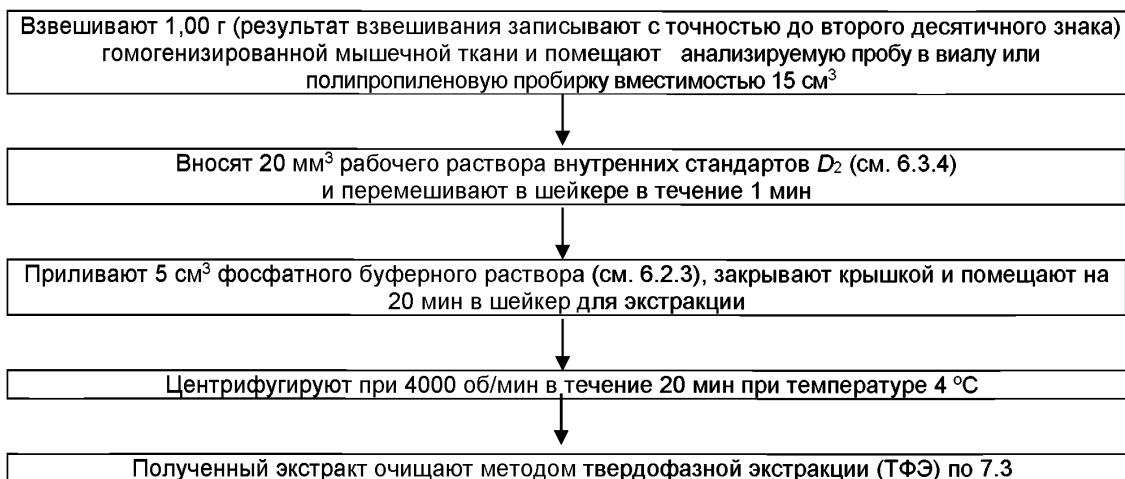 Взвешивают 1,00 г (результат взвешивания записывают с точностью до второго десятичного знака)
гомогенизированной мышечной ткани и помещают анализируемую пробу в виалу или
полипропиленовую пробирку вместимостью 15 см³
Вносят 20 мм³ рабочего раствора внутренних стандартов D₂ (см. 6.3.4)
и перемешивают в шейкере в течение 1 мин
Приливают 5 см³ фосфатного буферного раствора (см. 6.2.3), закрывают крышкой и помещают на
20 мин в шейкер для экстракции
Центрифугируют при 4000 об/мин в течение 20 мин при температуре 4 °С
Полученный экстракт очищают методом твердофазной экстракции (ТФЭ) по 7.3